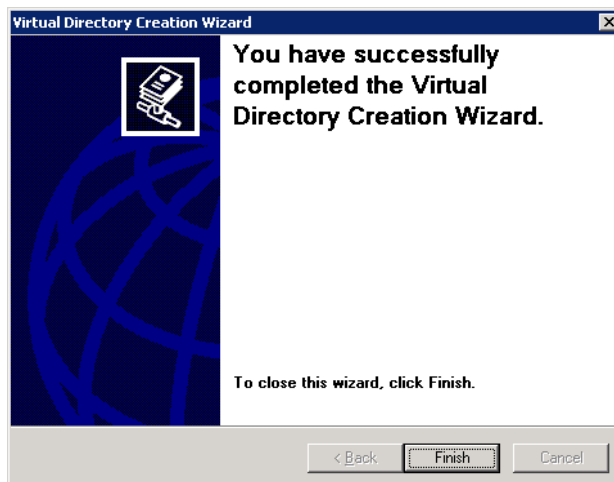 Virtual Directory Creation Wizard
You have successfully
completed the Virtual
Directory Creation Wizard.
To close this wizard, click Finish.
< Back
Finish
Cancel